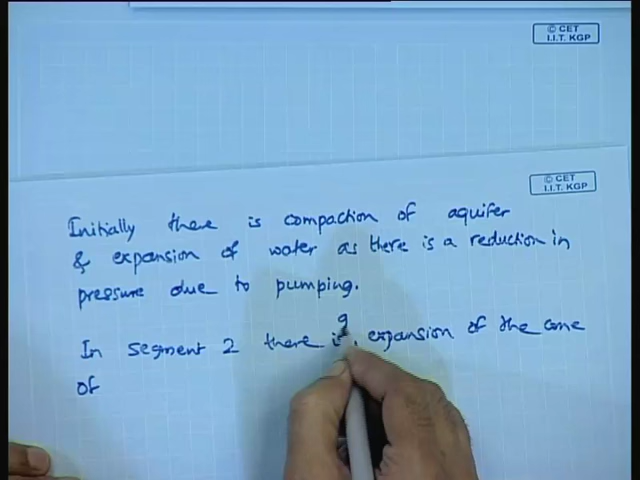 © CET
I.I.T. KGP
© CET
I.I.T. KGP
Initially there is compaction of aquifer
& expansion of water as there is a reduction in
pressure due to pumping.
In segment 2 there is expansion of the cone
of